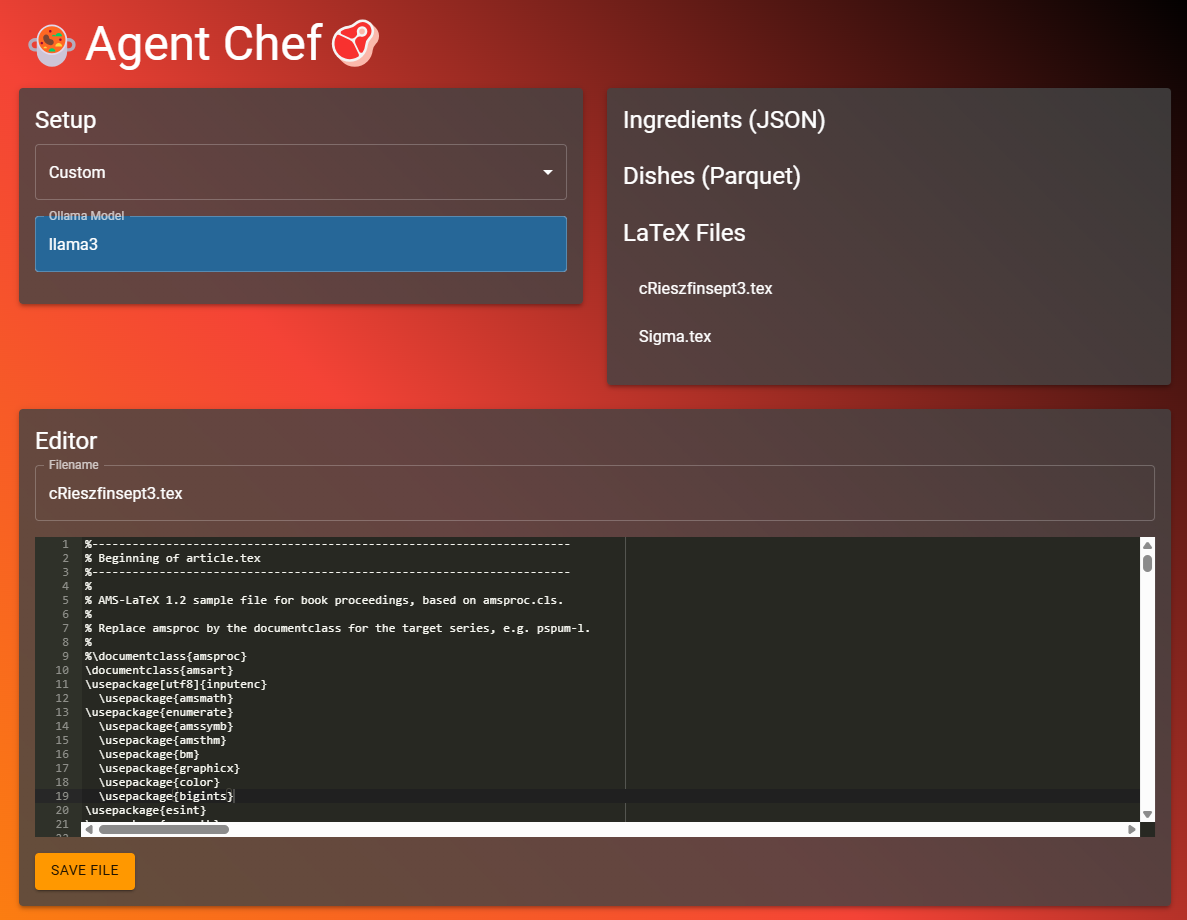 Agent Chef
Setup
Custom
Ollama Model
llama3
Ingredients (JSON)
Dishes (Parquet)
LaTeX Files
cRieszfinsept3.tex
Sigma.tex
Editor
Filename
cRieszfinsept3.tex
1 %-----------------------------------------------------------------------
2 % Beginning of article.tex
3 %-----------------------------------------------------------------------
4 %
5 % AMS-LaTeX 1.2 sample file for book proceedings, based on amsproc.cls.
6 %
7 % Replace amsproc by the documentclass for the target series, e.g. pspum-l.
8 %
9 %\documentclass{amsproc}
10 \documentclass{amsart}
11 \usepackage[utf8]{inputenc}
12 \usepackage{amsmath}
13 \usepackage{enumerate}
14 \usepackage{amssymb}
15 \usepackage{amsthm}
16 \usepackage{bm}
17 \usepackage{graphicx}
18 \usepackage{color}
19 \usepackage{bigints}
20 \usepackage{esint}
21
SAVE FILE